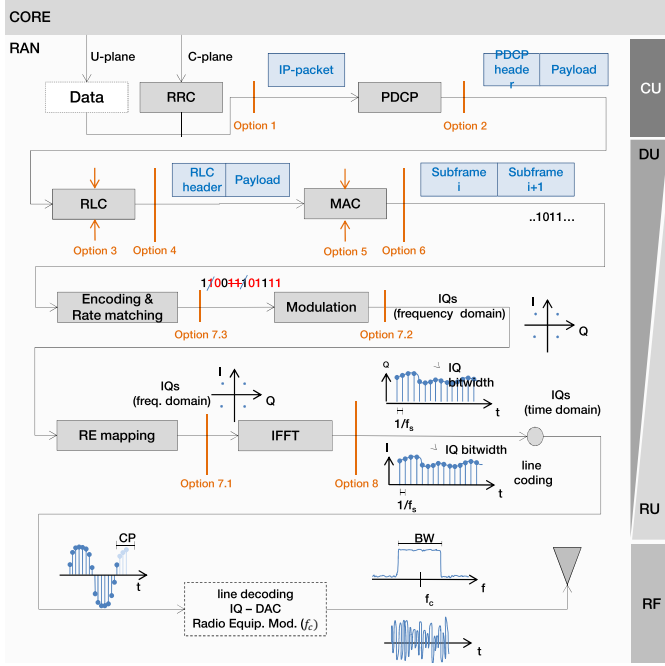 CORE
RAN
U-plane
C-plane
Data
RRC
Option 1
IP-packet
PDCP
Option 2
PDCP
heade
r
Payload
CU
DU
RLC
Option 3
Option 4
RLC
header
Payload
MAC
Option 5
Option 6
Subframe
i
Subframe
i+1
..1011...
Encoding &
Rate matching
Option 7.3
110011101111
Modulation
Option 7.2
IQs
(frequency domain)
I
Q
RE mapping
IQs
(freq. domain)
I
Q
Option 7.1
IFFT
Option 8
Q
IQ
bitwidth
t
1/fs
I
IQ bitwidth
t
1/fs
IQs
(time domain)
line
coding
RU
CP
t
line decoding
IQ – DAC
Radio Equip. Mod. (fc)
BW
fc
f
t
RF